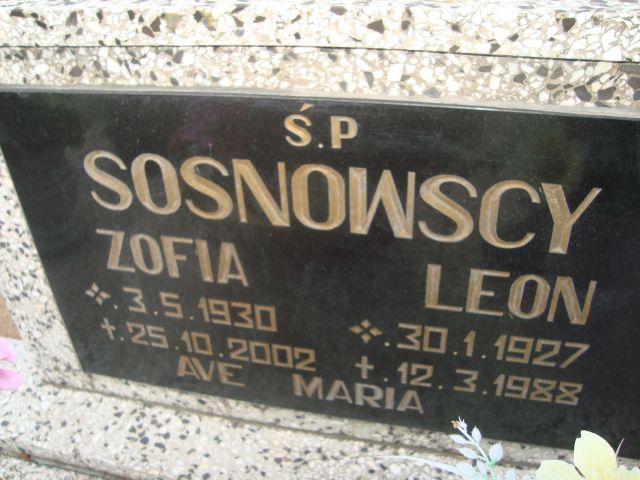 Ś.P
SOSNOWSCY
ZOFIA LEON
3.5.1930 30.1.1927
†25.10.2002 †12.3.1988
AVE MARIA